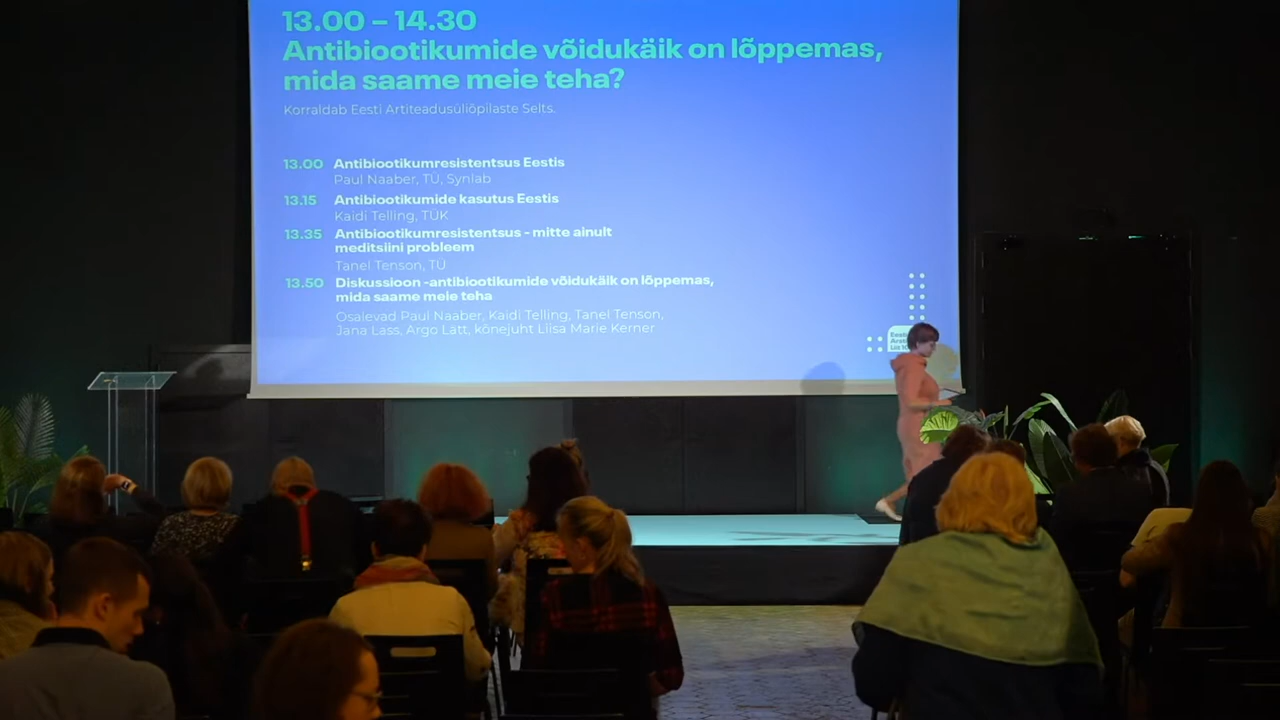 13.00 – 14.30
Antibiootikumide võidukäik on lõppemas,
mida saame meie teha?
Korraldab Eesti Artiteadusüliõpilaste Selts.
13.00 Antibiootikumresistentsus Eestis
Paul Naaber, TÜ, Synlab
13.15 Antibiootikumide kasutus Eestis
Kaidi Telling, TÜK
13.35 Antibiootikumresistentsus - mitte ainult
meditsiini probleem
Tanel Tenson, TÜ
13.50 Diskussioon -antibiootikumide võidukäik on lõppemas,
mida saame meie teha
Osalevad Paul Naaber, Kaidi Telling, Tanel Tenson,
Jana Lass, Argo Lätt, kõnejuht Liisa Marie Kerner